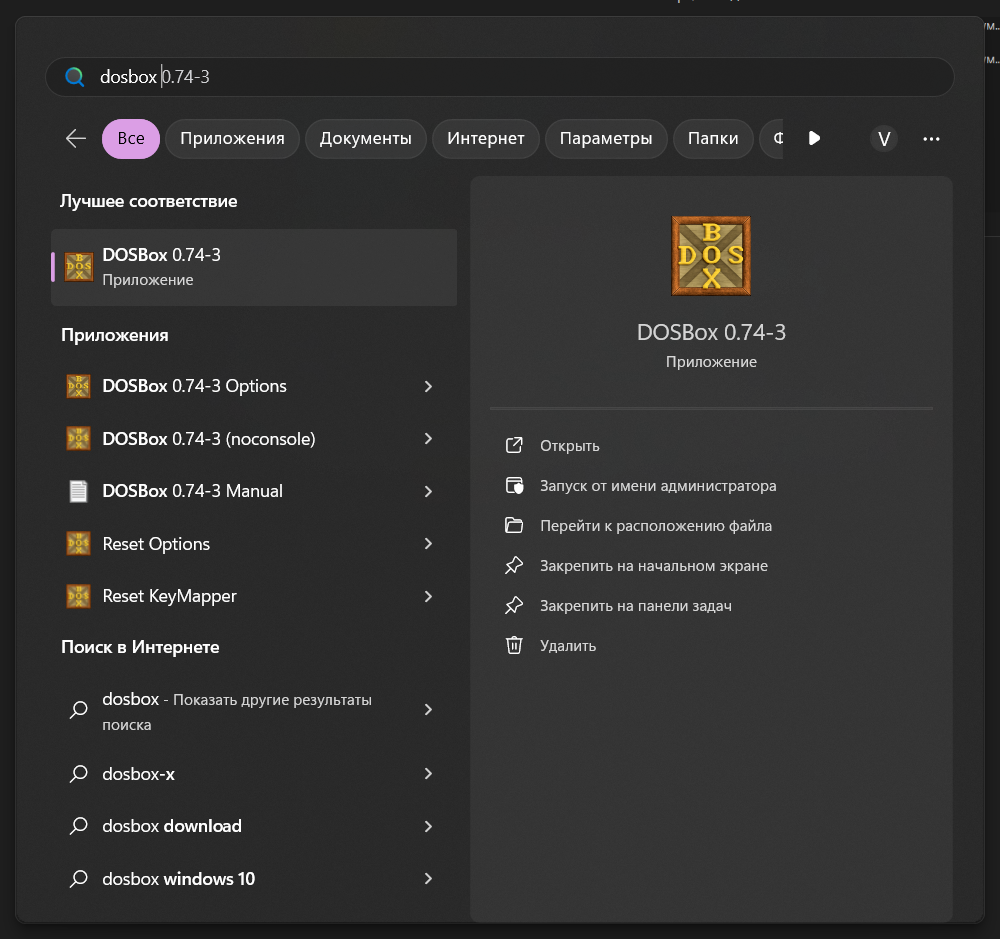 dosbox 0.74-3
Все
Приложения
Документы
Интернет
Параметры
Папки
V
Лучшее соответствие
DOSBox 0.74-3
Приложение
Приложения
DOSBox 0.74-3 Options
DOSBox 0.74-3 (noconsole)
DOSBox 0.74-3 Manual
Reset Options
Reset KeyMapper
Поиск в Интернете
dosbox - Показать другие результаты
поиска
dosbox-x
dosbox download
dosbox windows 10
B
DOS
X
DOSBox 0.74-3
Приложение
Открыть
Запуск от имени администратора
Перейти к расположению файла
Закрепить на начальном экране
Закрепить на панели задач
Удалить